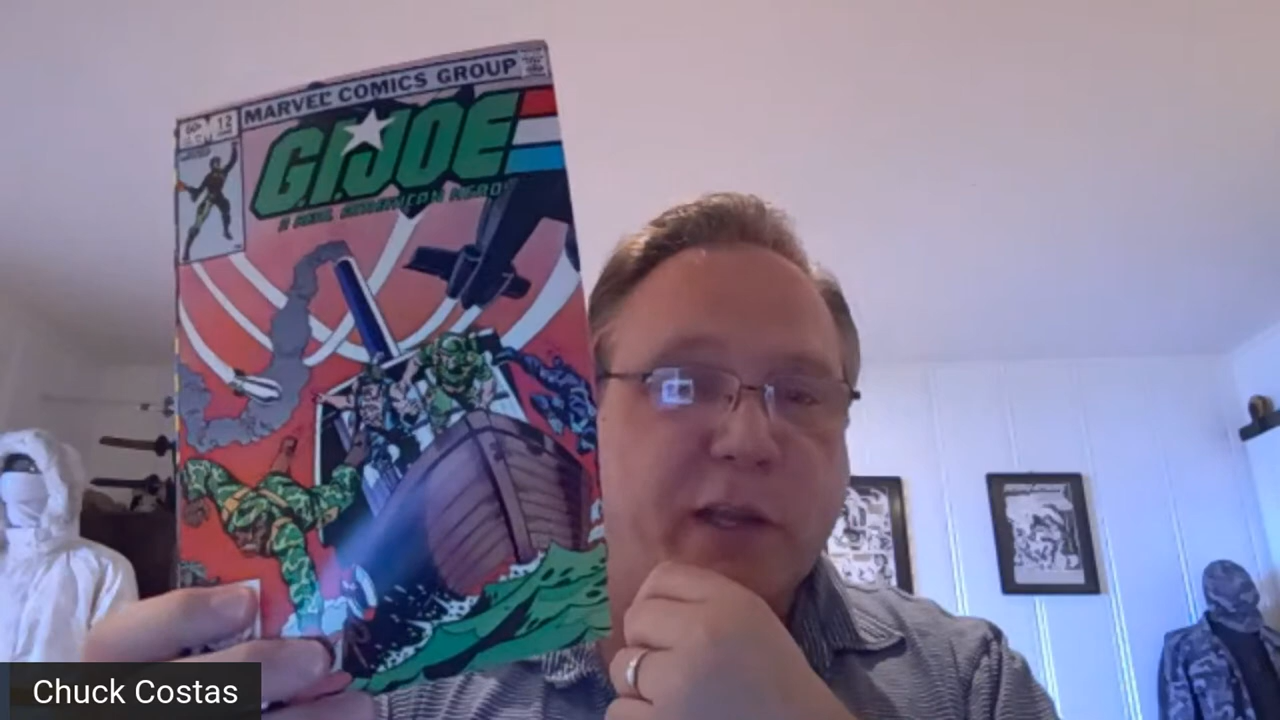 MARVEL COMICS GROUP
60¢
12
G.I.JOE
A REAL AMERICAN HERO
Chuck Costas